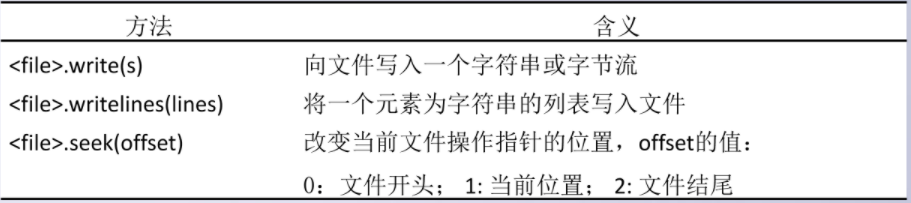 方法 含义
<file>.write(s) 向文件写入一个字符串或字节流
<file>.writelines(lines) 将一个元素为字符串的列表写入文件
<file>.seek(offset) 改变当前文件操作指针的位置，offset的值：
0：文件开头； 1: 当前位置； 2: 文件结尾